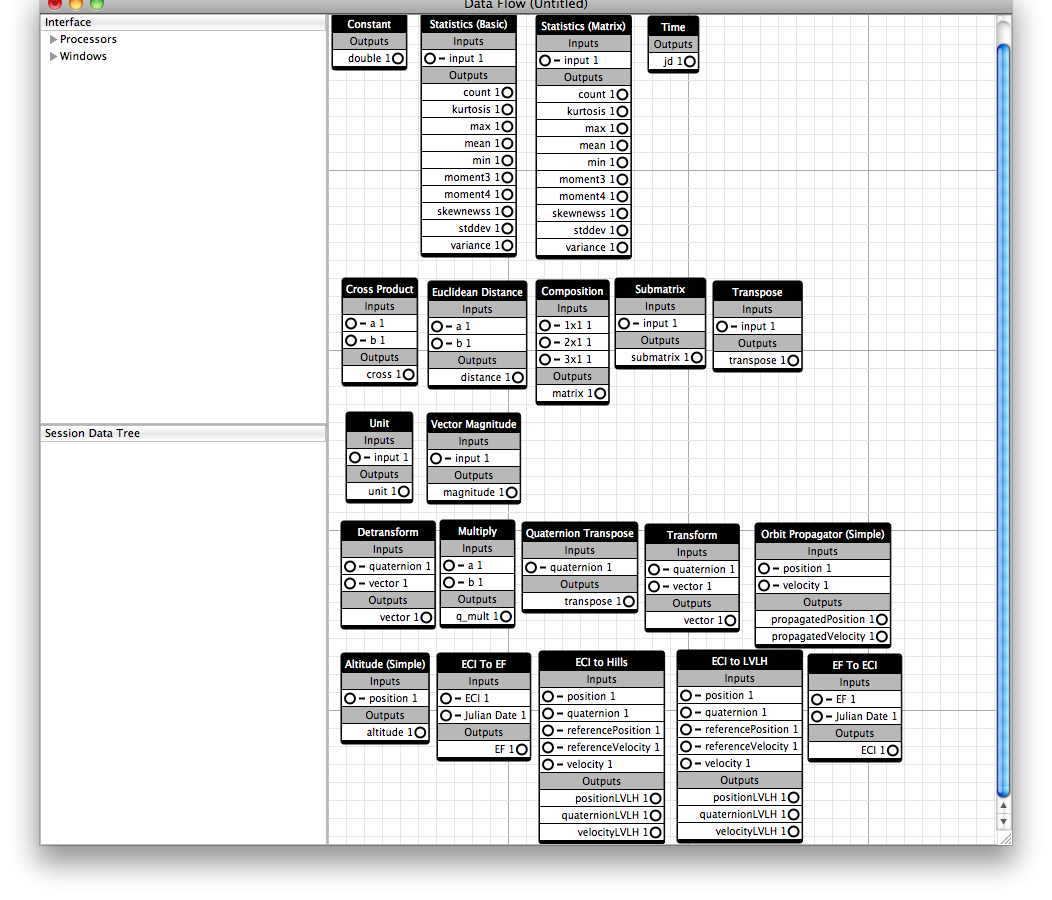 Data Flow (Untitled)
Interface
Processors
Windows
Session Data Tree
Constant
Outputs
double 1
Statistics (Basic)
Inputs
input 1
Outputs
count 1
kurtosis 1
max 1
mean 1
min 1
moment3 1
moment4 1
skewnewss 1
stddev 1
variance 1
Statistics (Matrix)
Inputs
input 1
Outputs
count 1
kurtosis 1
max 1
mean 1
min 1
moment3 1
moment4 1
skewnewss 1
stddev 1
variance 1
Time
Outputs
jd 1
Cross Product
Inputs
a 1
b 1
Outputs
cross 1
Euclidean Distance
Inputs
a 1
b 1
Outputs
distance 1
Composition
Inputs
1x1 1
2x1 1
3x1 1
Outputs
matrix 1
Submatrix
Inputs
input 1
Outputs
submatrix 1
Transpose
Inputs
input 1
Outputs
transpose 1
Unit
Inputs
input 1
Outputs
unit 1
Vector Magnitude
Inputs
input 1
Outputs
magnitude 1
Detransform
Inputs
quaternion 1
vector 1
Outputs
vector 1
Multiply
Inputs
a 1
b 1
Outputs
q_mult 1
Quaternion Transpose
Inputs
quaternion 1
Outputs
transpose 1
Transform
Inputs
quaternion 1
vector 1
Outputs
vector 1
Orbit Propagator (Simple)
Inputs
position 1
velocity 1
Outputs
propagatedPosition 1
propagatedVelocity 1
Altitude (Simple)
Inputs
position 1
Outputs
altitude 1
ECI To EF
Inputs
ECI 1
Julian Date 1
Outputs
EF 1
ECI to Hills
Inputs
position 1
quaternion 1
referencePosition 1
referenceVelocity 1
velocity 1
Outputs
positionLVLH 1
quaternionLVLH 1
velocityLVLH 1
ECI to LVLH
Inputs
position 1
quaternion 1
referencePosition 1
referenceVelocity 1
velocity 1
Outputs
positionLVLH 1
quaternionLVLH 1
velocityLVLH 1
EF To ECI
Inputs
EF 1
Julian Date 1
Outputs
ECI 1